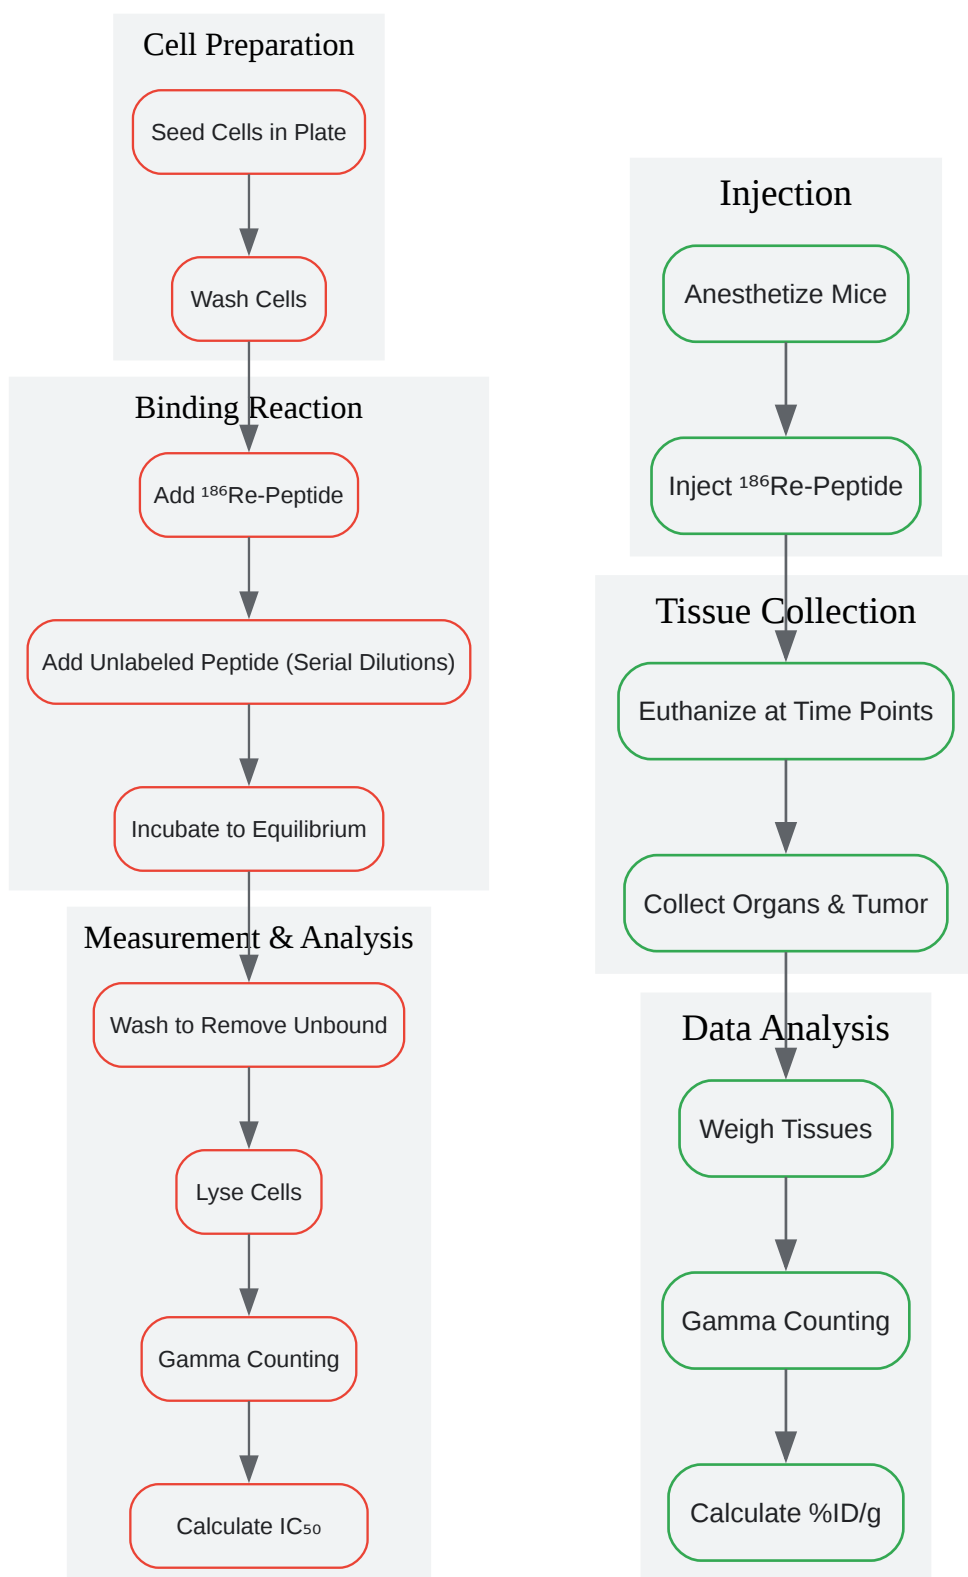 Cell Preparation
Seed Cells in Plate
Wash Cells
Binding Reaction
Add ¹⁸⁶Re-Peptide
Add Unlabeled Peptide (Serial Dilutions)
Incubate to Equilibrium
Measurement & Analysis
Wash to Remove Unbound
Lyse Cells
Gamma Counting
Calculate IC₅₀
Injection
Anesthetize Mice
Inject ¹⁸⁶Re-Peptide
Tissue Collection
Euthanize at Time Points
Collect Organs & Tumor
Data Analysis
Weigh Tissues
Gamma Counting
Calculate %ID/g